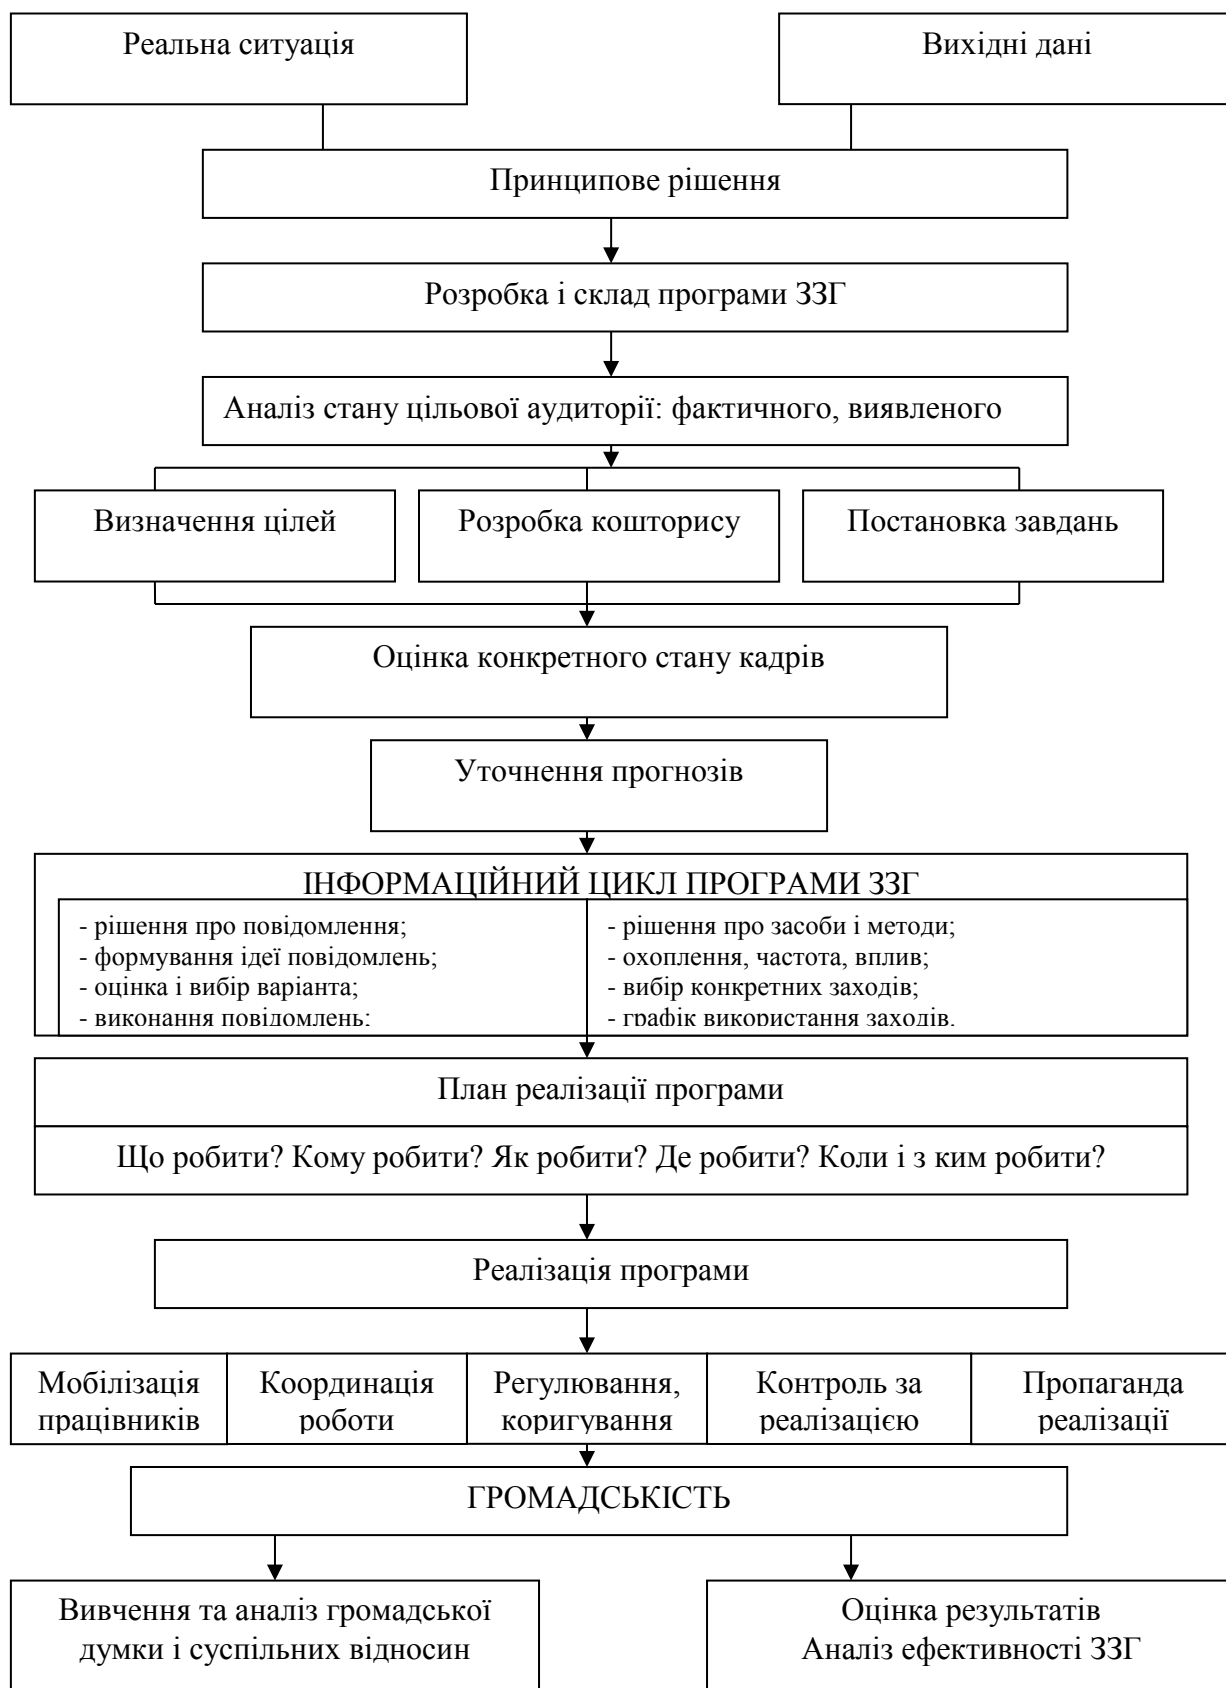 Реальна ситуація
Вихідні дані
Принципове рішення
Розробка і склад програми ЗЗГ
Аналіз стану цільової аудиторії: фактичного, виявленого
Визначення цілей
Розробка кошторису
Постановка завдань
Оцінка конкретного стану кадрів
Уточнення прогнозів
ІНФОРМАЦІЙНИЙ ЦИКЛ ПРОГРАМИ ЗЗГ
- рішення про повідомлення;
- формування ідеї повідомлень;
- оцінка і вибір варіанта;
- виконання повідомлень;
- рішення про засоби і методи;
- охоплення, частота, вплив;
- вибір конкретних заходів;
- графік використання заходів.
План реалізації програми
Що робити? Кому робити? Як робити? Де робити? Коли і з ким робити?
Реалізація програми
Мобілізація
працівників
Координація
роботи
Регулювання,
коригування
Контроль за
реалізацією
Пропаганда
реалізації
ГРОМАДСЬКІСТЬ
Вивчення та аналіз громадської
думки і суспільних відносин
Оцінка результатів
Аналіз ефективності ЗЗГ